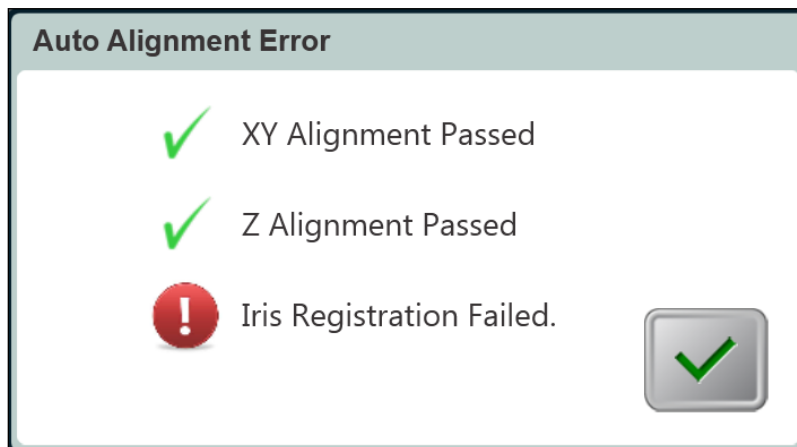 Auto Alignment Error
XY Alignment Passed
Z Alignment Passed
Iris Registration Failed.